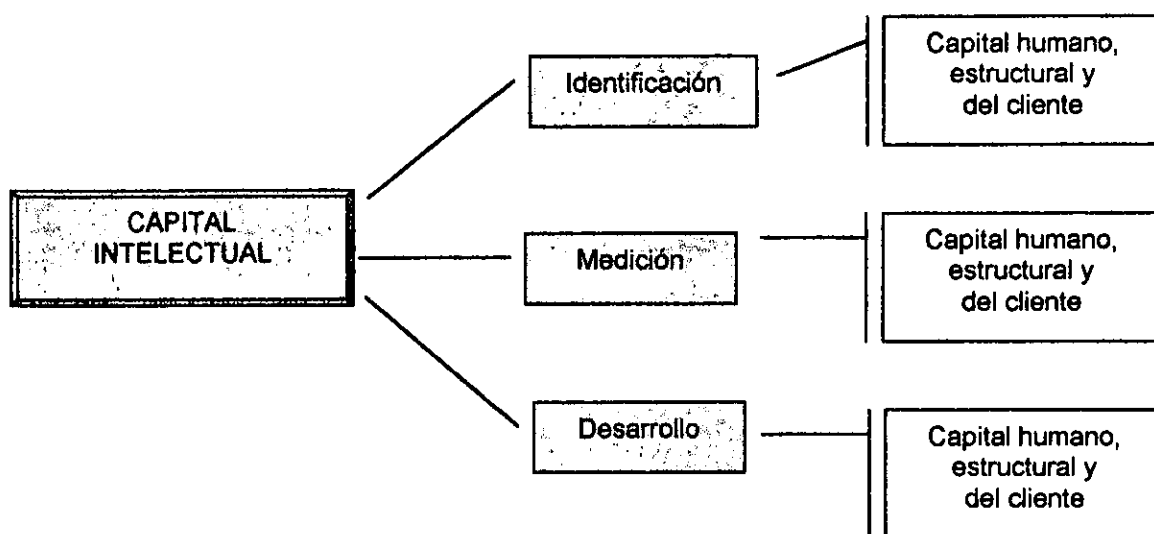 Identificación
Capital humano,
estructural y
del cliente
CAPITAL
INTELECTUAL
Medición
Capital humano,
estructural y
del cliente
Desarrollo
Capital humano,
estructural y
del cliente